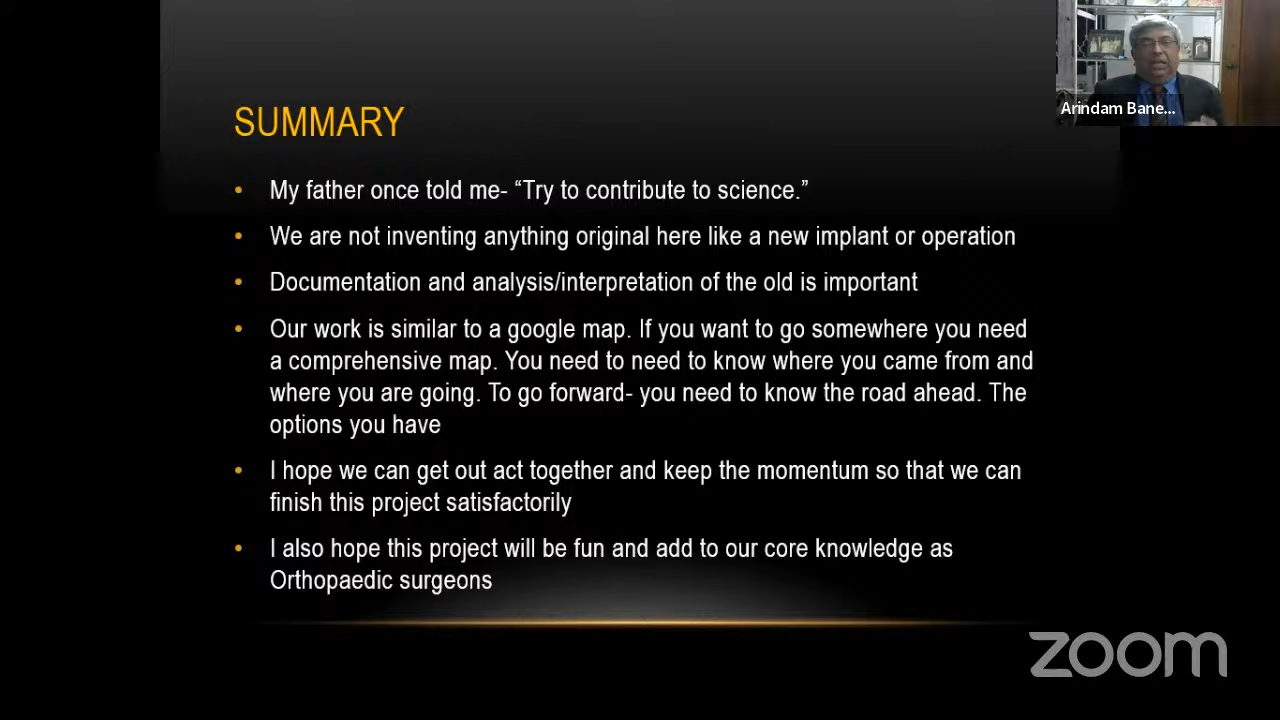 SUMMARY
• My father once told me- “Try to contribute to science.”
• We are not inventing anything original here like a new implant or operation
• Documentation and analysis/interpretation of the old is important
• Our work is similar to a google map. If you want to go somewhere you need
a comprehensive map. You need to need to know where you came from and
where you are going. To go forward- you need to know the road ahead. The
options you have
• I hope we can get out act together and keep the momentum so that we can
finish this project satisfactorily
• I also hope this project will be fun and add to our core knowledge as
Orthopaedic surgeons
Arindam Bane...
zoom